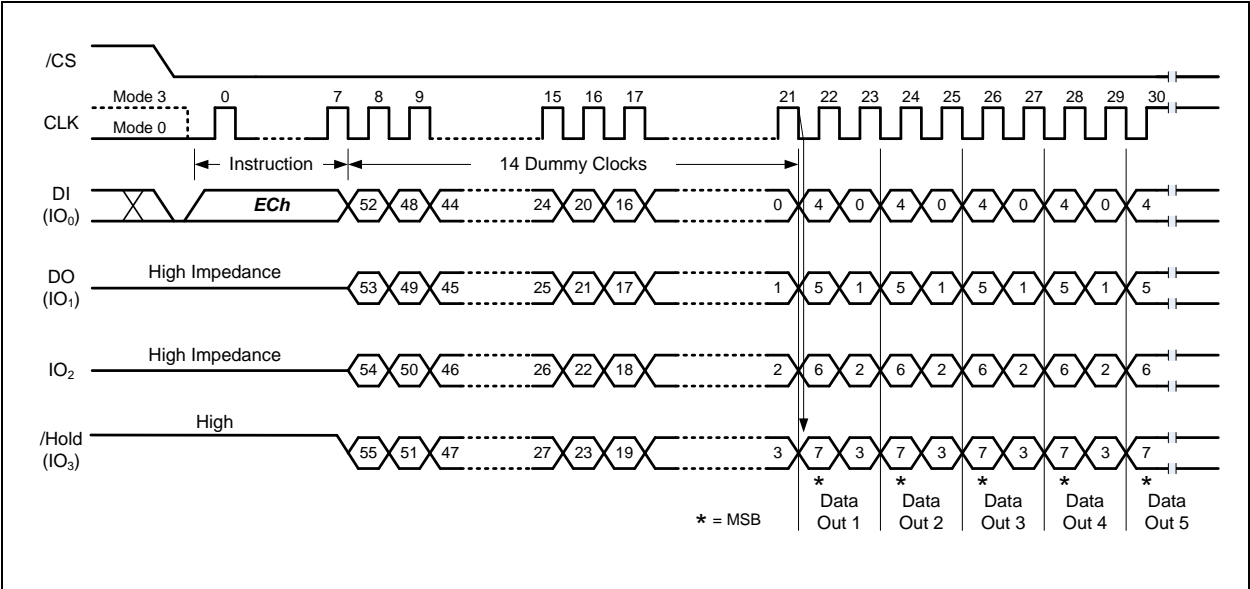 /CS
Mode 3 0 7 8 9 15 16 17 21 22 23 24 25 26 27 28 29 30
CLK
Mode 0
Instruction 14 Dummy Clocks
DI
(IO₀)
ECh 52 48 44 24 20 16 0 4 0 4 0 4 0 4 0 4
DO
(IO₁)
High Impedance
53 49 45 25 21 17 1 5 1 5 1 5 1 5 1 5
High Impedance
IO₂
54 50 46 26 22 18 2 6 2 6 2 6 2 6 2 6
High
/Hold
(IO₃)
55 51 47 27 23 19 3 7 3 7 3 7 3 7 3 7
* * * * *
* = MSB
Data Data Data Data Data
Out 1 Out 2 Out 3 Out 4 Out 5